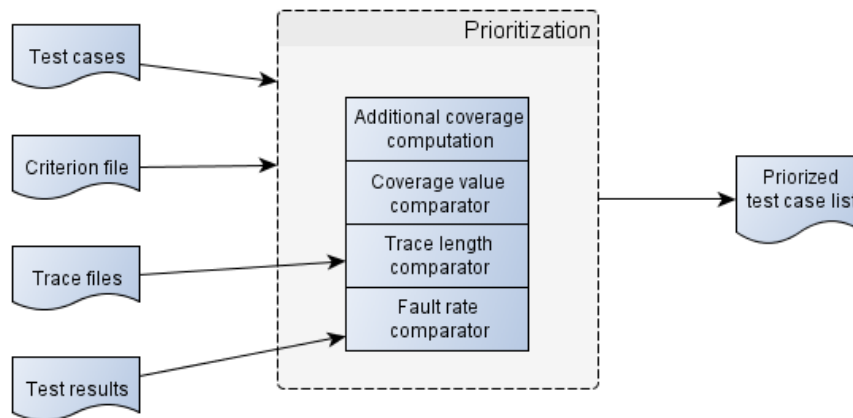 Prioritization
Test cases
Criterion file
Trace files
Test results
Additional coverage
computation
Coverage value
comparator
Trace length
comparator
Fault rate
comparator
Priorized
test case list